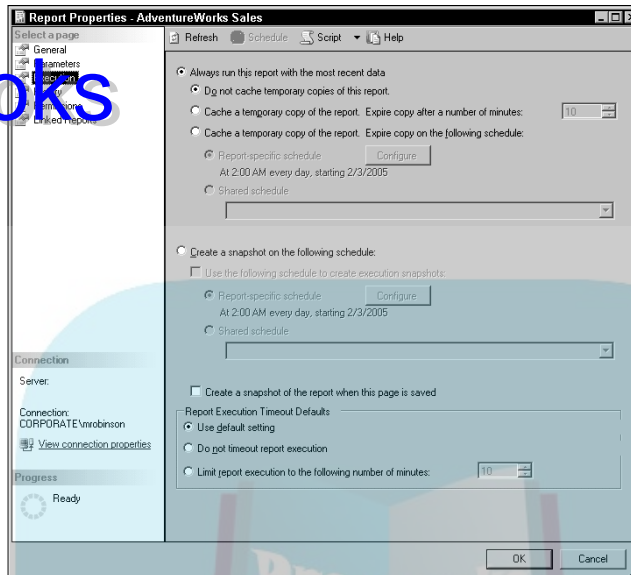 Report Properties - AdventureWorks Sales
Select a page
General
Parameters
Execution
History
Permissions
Linked Reports
Refresh Schedule Script Help
Always run this report with the most recent data
Do not cache temporary copies of this report.
Cache a temporary copy of the report. Expire copy after a number of minutes: 10
Cache a temporary copy of the report. Expire copy on the following schedule:
Report-specific schedule Configure
At 2:00 AM every day, starting 2/3/2005
Shared schedule
Create a snapshot on the following schedule:
Use the following schedule to create execution snapshots:
Report-specific schedule Configure
At 2:00 AM every day, starting 2/3/2005
Shared schedule
Create a snapshot of the report when this page is saved
Report Execution Timeout Defaults
Use default setting
Do not timeout report execution
Limit report execution to the following number of minutes: 10
Connection
Server:
Connection:
CORPORATE\mrobinson
View connection properties
Progress
Ready
OK Cancel
oks
Pr